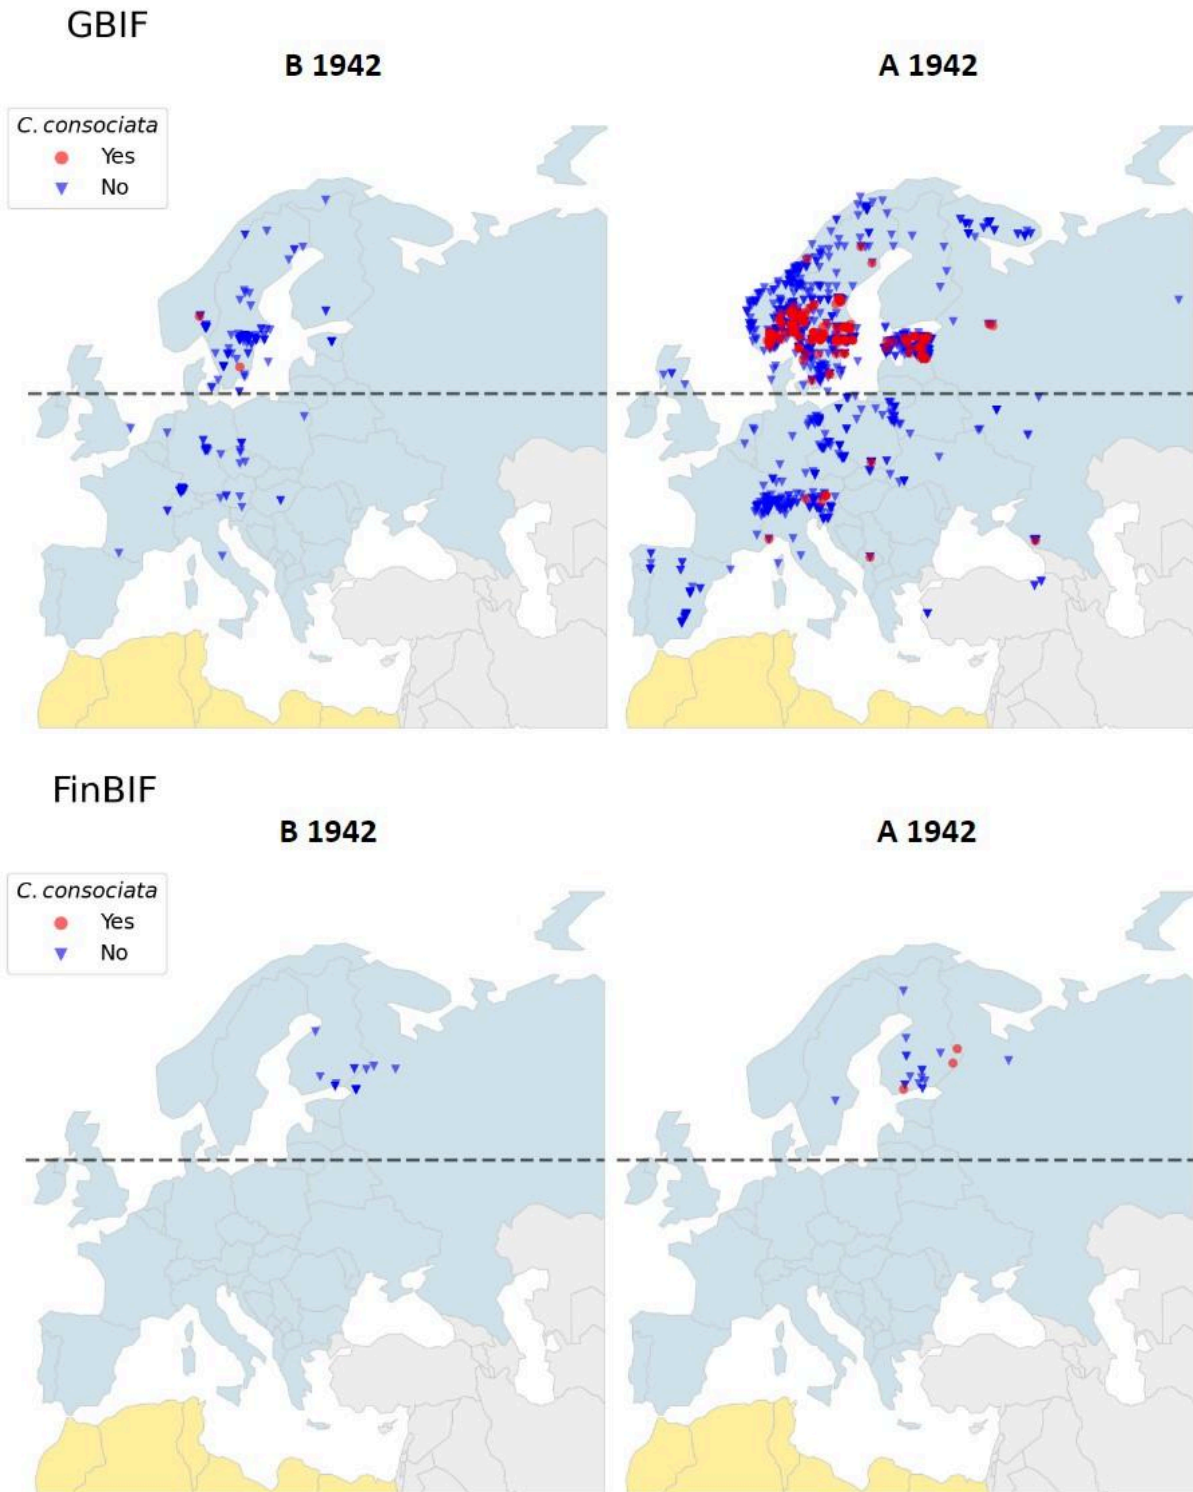 GBIF
B 1942
A 1942
C. consociata
Yes
No
FinBIF
B 1942
A 1942
C. consociata
Yes
No